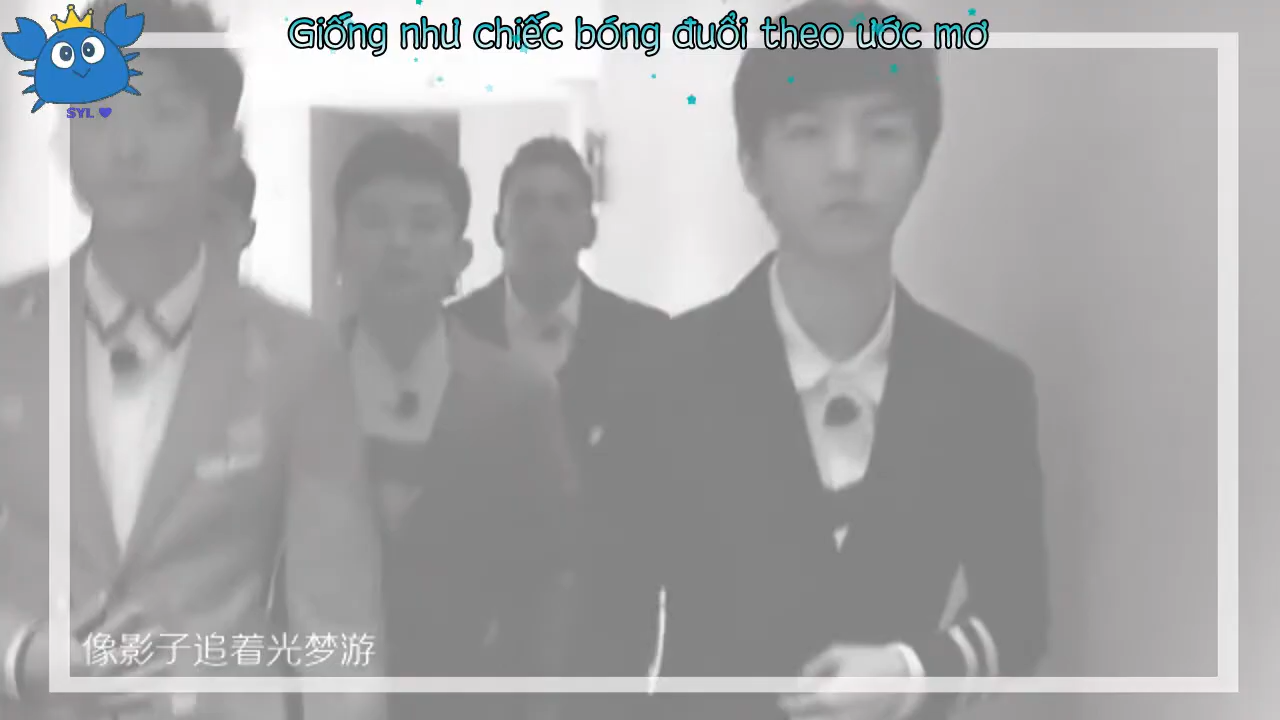 Giống như chiếc bóng đuổi theo ước mơ
SYL
像影子追着光梦游